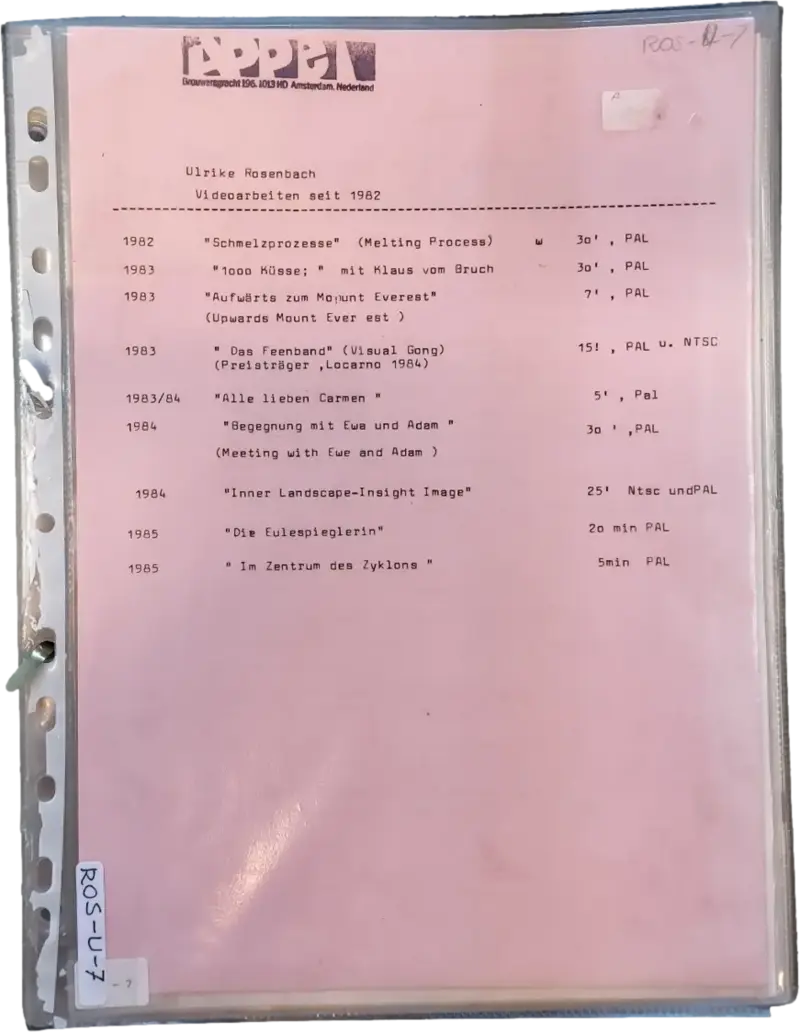 APPEL
Brouwersgracht 196. 1013 HD Amsterdam. Nederland
ROS-U-7
A
Ulrike Rosenbach
Videoarbeiten seit 1982
1982 "Schmelzprozesse" (Melting Process) w 3o' , PAL
1983 "1ooo Küsse; " mit Klaus vom Bruch 3o' , PAL
1983 "Aufwärts zum Mount Everest" 7' , PAL
(Upwards Mount Ever est )
1983 " Das Feenband" (Visual Gong) 15! , PAL u. NTSC
(Preisträger ,Locarno 1984)
1983/84 "Alle lieben Carmen " 5' , Pal
1984 "Begegnung mit Ewa und Adam " 3o ' ,PAL
(Meeting with Ewe and Adam )
1984 "Inner Landscape-Insight Image" 25' Ntsc undPAL
1985 "Die Eulespieglerin" 2o min PAL
1985 " Im Zentrum des Zyklons " 5min PAL
ROS-U-7
- 7